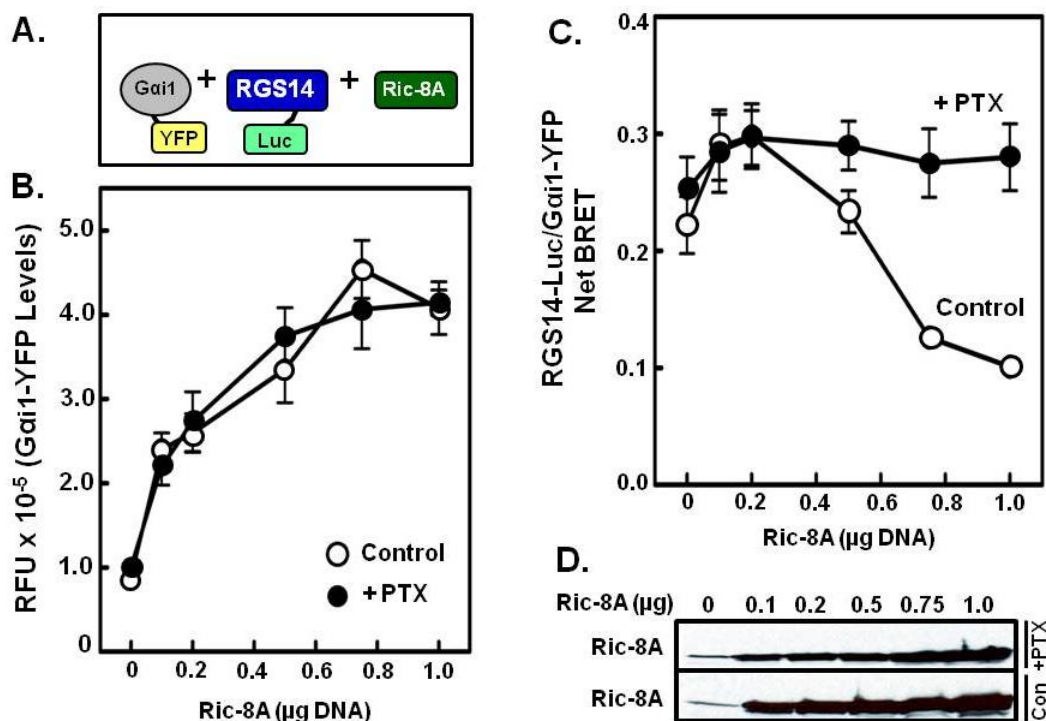 A.
Gαi1 + RGS14 + Ric-8A
YFP
Luc
B.
RFU x 10⁻⁵ (Gαi1-YFP Levels)
5.0
4.0
3.0
2.0
1.0
0
Control
+PTX
0 0.2 0.4 0.6 0.8 1.0
Ric-8A (µg DNA)
C.
RGS14-Luc/Gαi1-YFP
Net BRET
0.4
0.3
0.2
0.1
0.0
+ PTX
Control
0 0.2 0.4 0.6 0.8 1.0
Ric-8A (µg DNA)
D.
Ric-8A (µg) 0 0.1 0.2 0.5 0.75 1.0
Ric-8A +PTX
Ric-8A Con